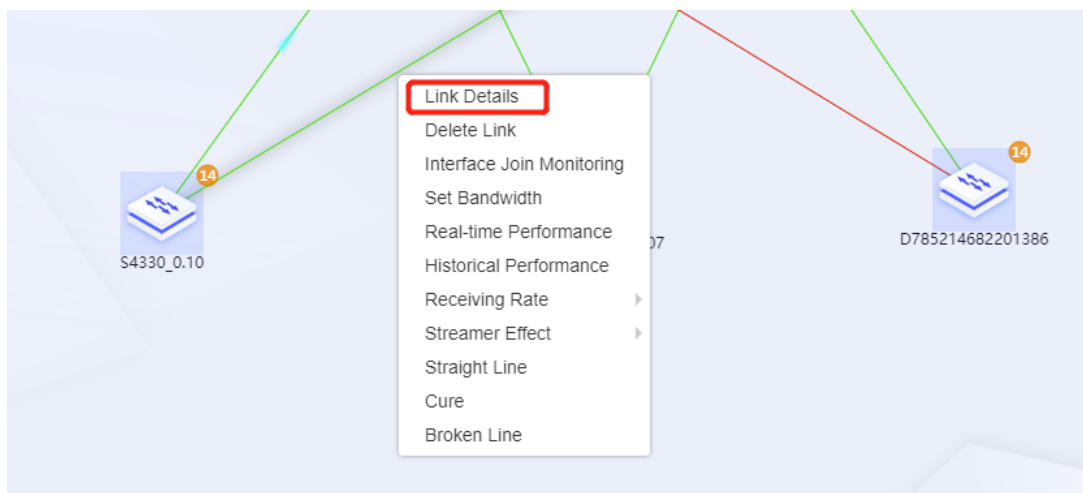 Link Details
Delete Link
Interface Join Monitoring
14
14
Set Bandwidth
Real-time Performance
07
D785214682201386
S4330_0.10
Historical Performance
Receiving Rate
Streamer Effect
Straight Line
Cure
Broken Line